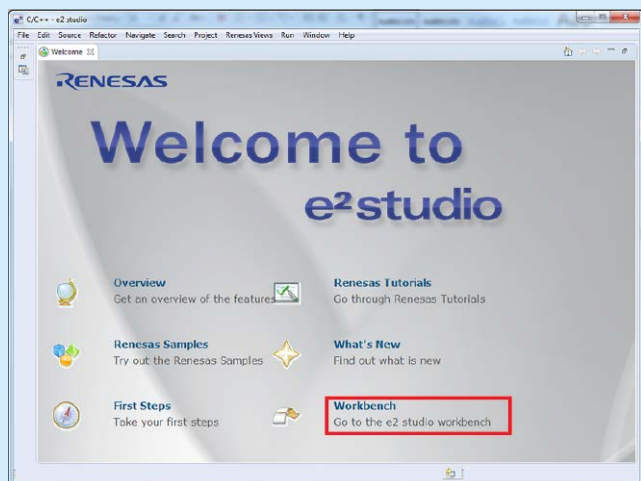 C/C++ - e2 studio
File Edit Source Refactor Navigate Search Project Renesas Views Run Window Help
Welcome
RENESAS
Welcome to
e² studio
Overview
Get an overview of the features
Renesas Tutorials
Go through Renesas Tutorials
Renesas Samples
Try out the Renesas Samples
What's New
Find out what is new
First Steps
Take your first steps
Workbench
Go to the e2 studio workbench